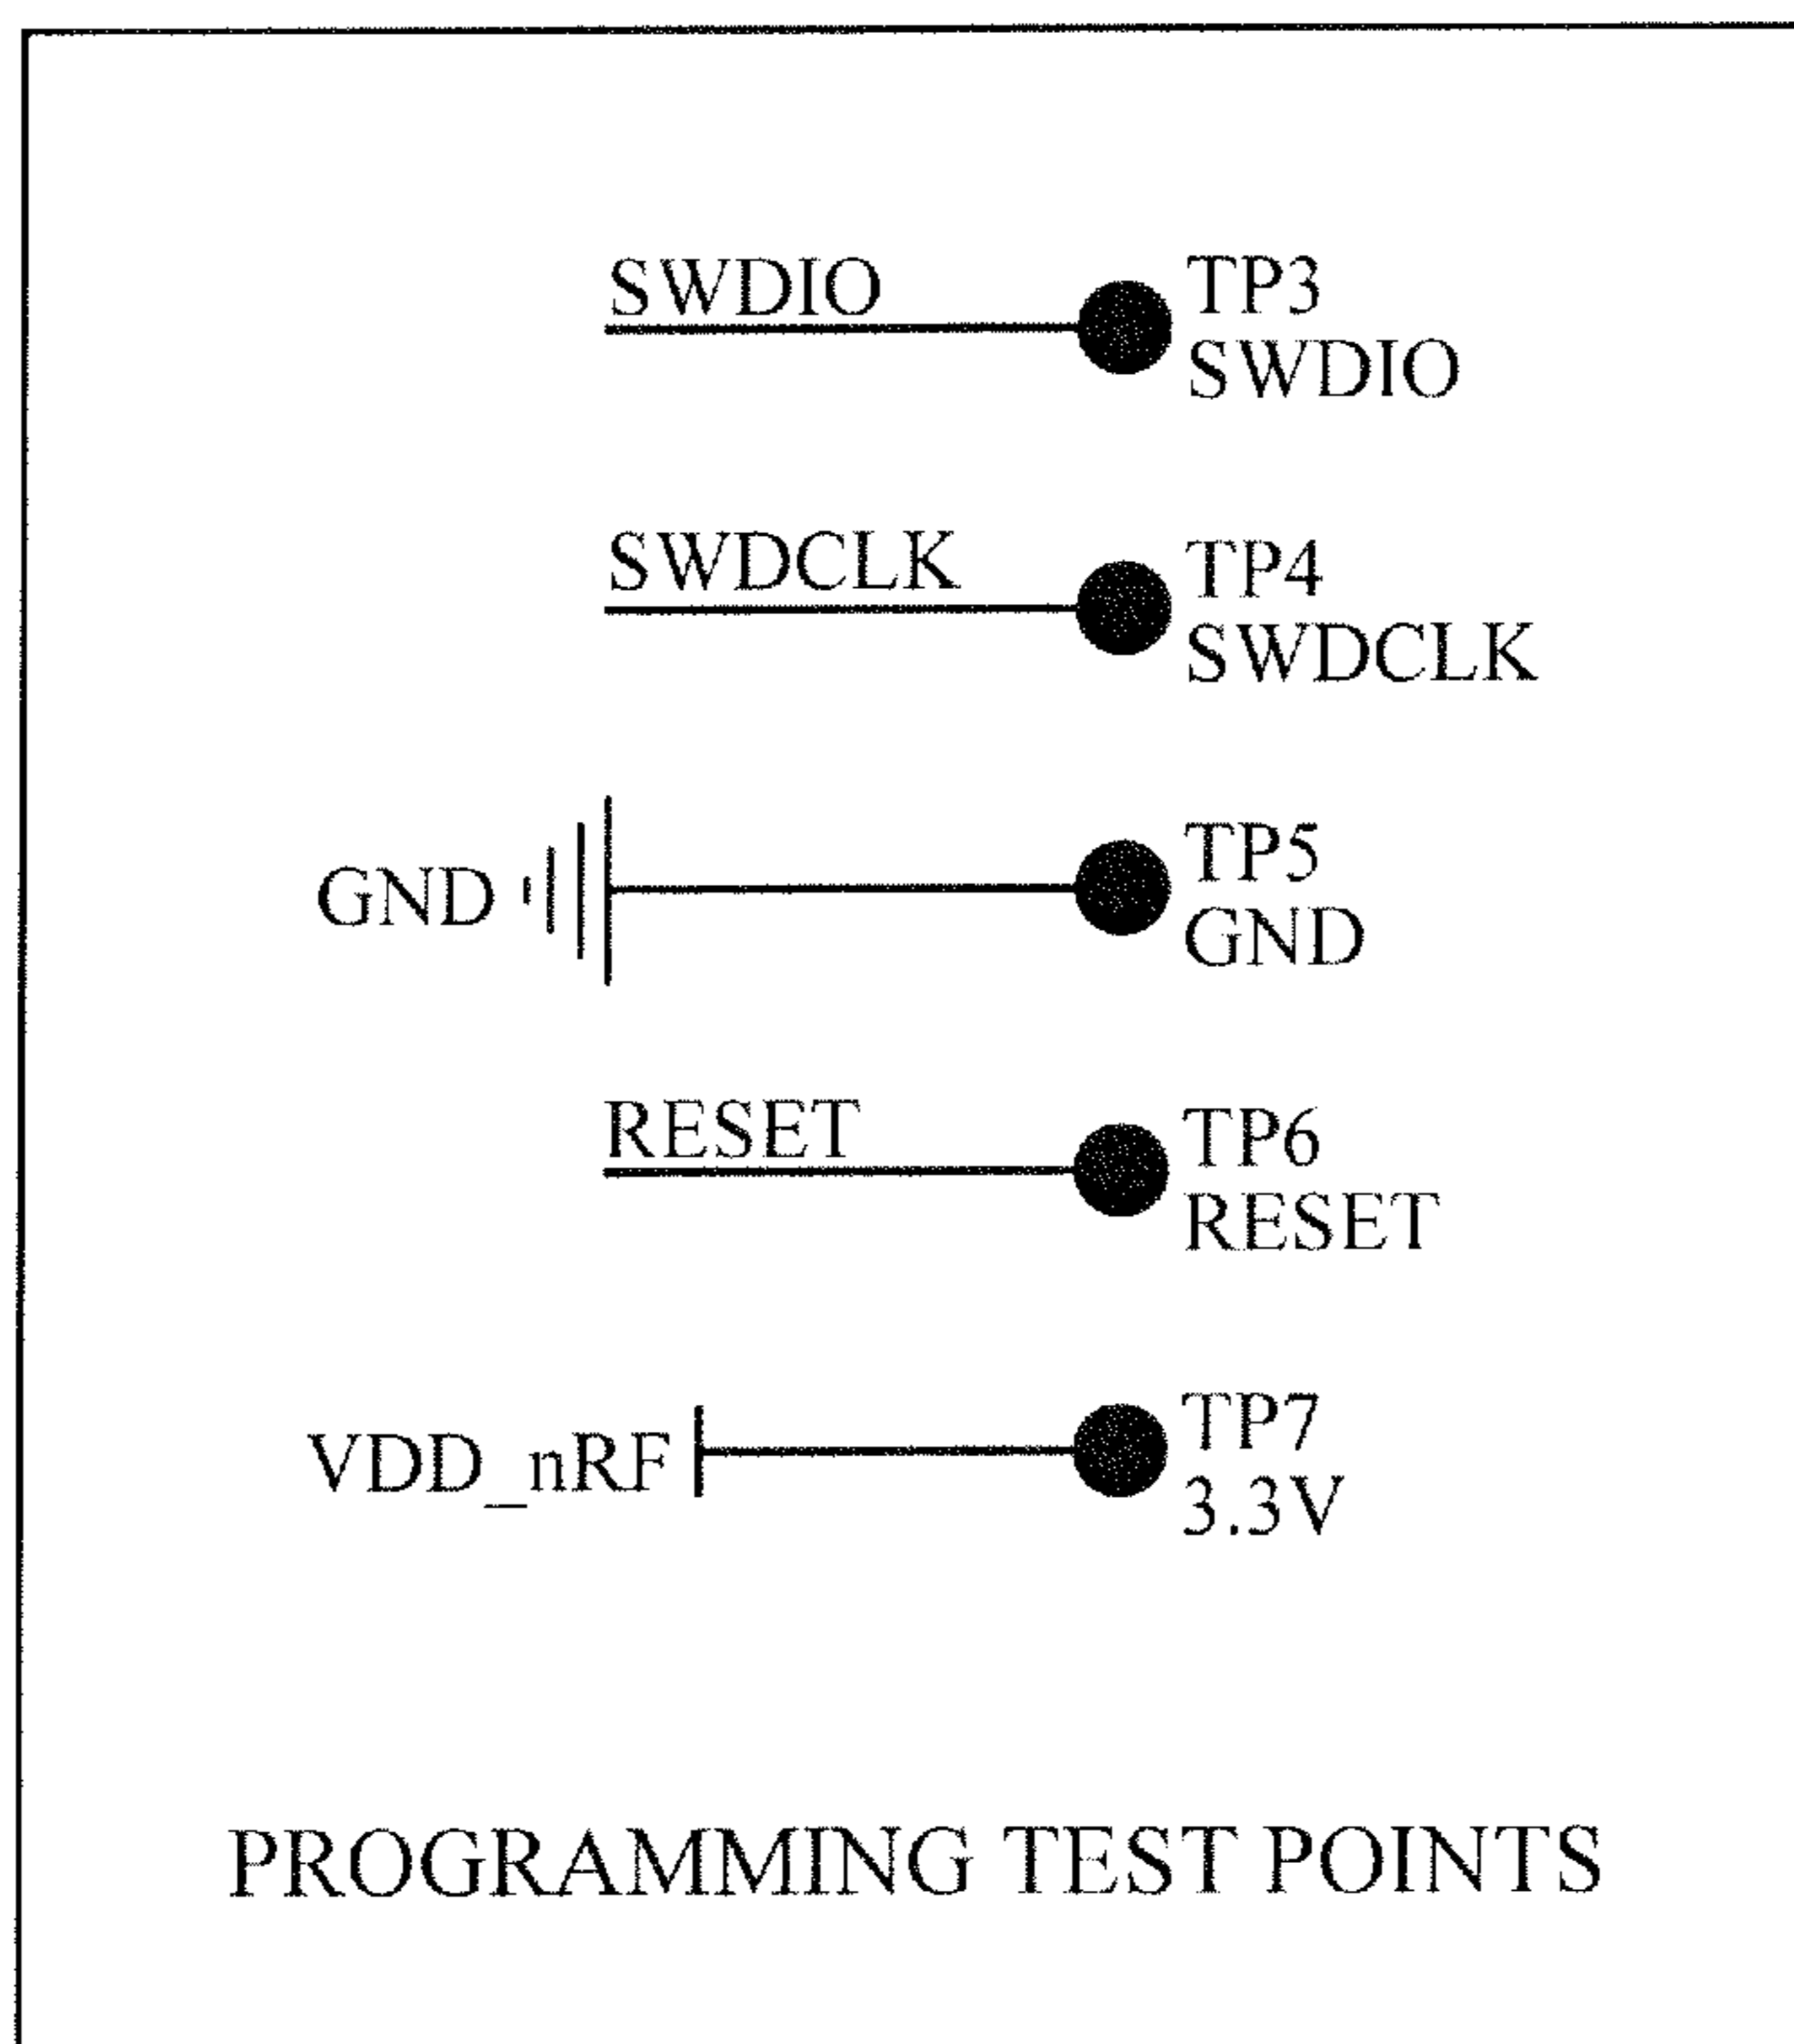 SWDIO
TP3
SWDIO
SWDCLK
TP4
SWDCLK
GND
TP5
GND
RESET
TP6
RESET
VDD_nRF
TP7
3.3V
PROGRAMMING TEST POINTS